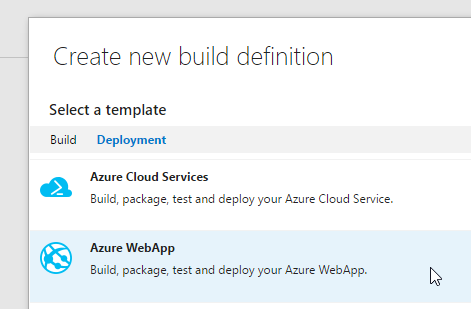 Create new build definition
Select a template
Build Deployment
Azure Cloud Services
Build, package, test and deploy your Azure Cloud Service.
Azure WebApp
Build, package, test and deploy your Azure WebApp.